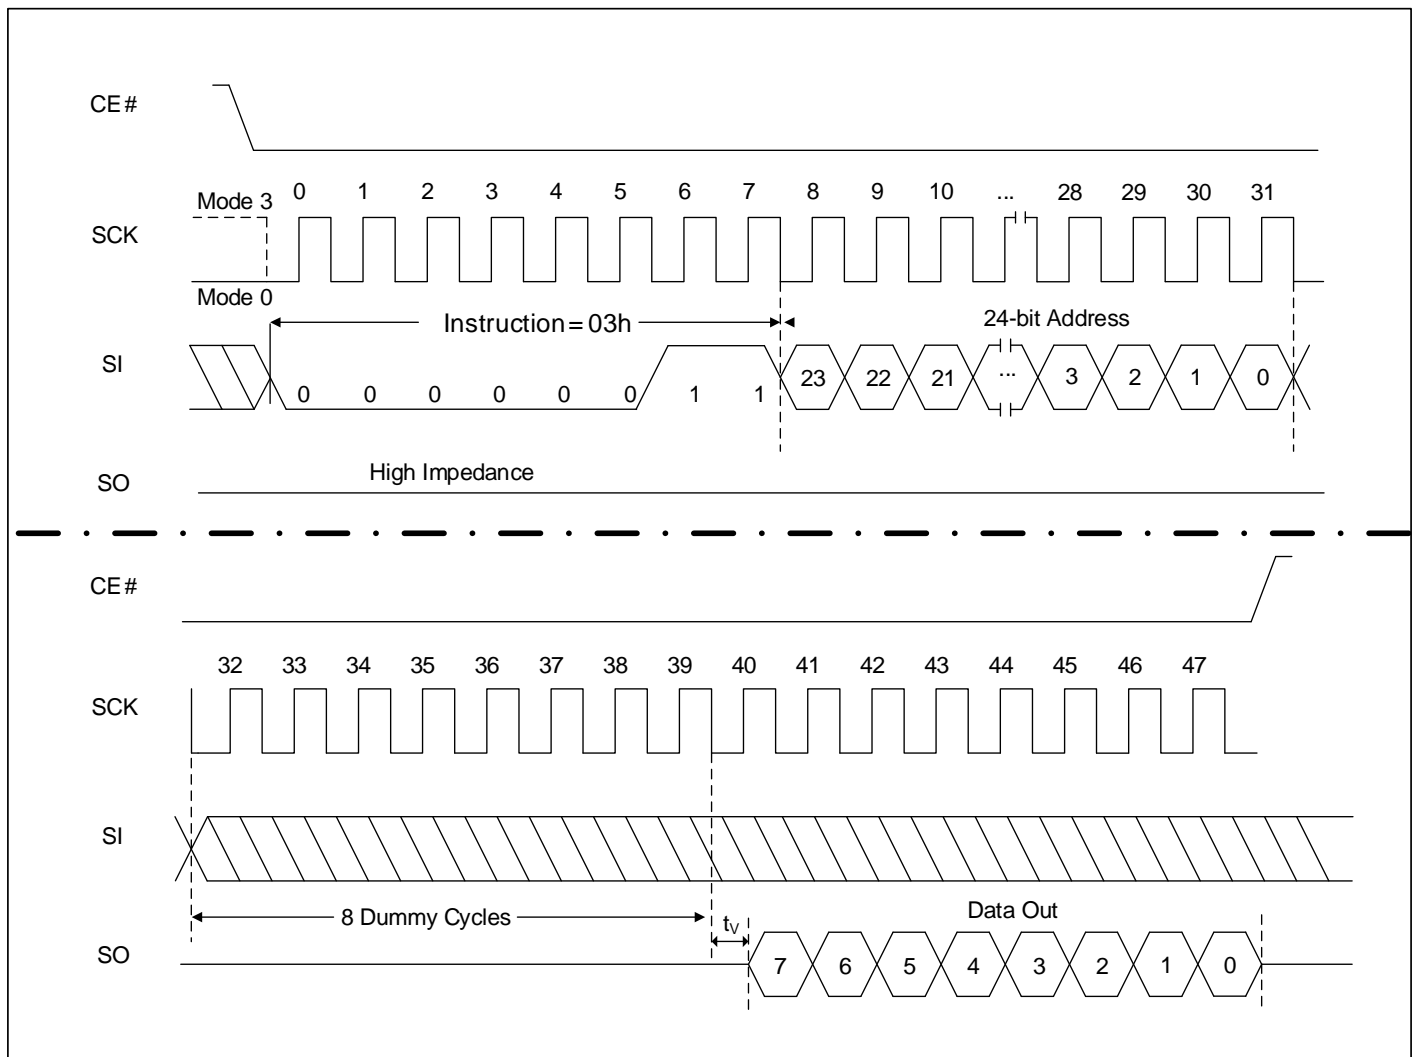 CE#
0 1 2 3 4 5 6 7 8 9 10 ... 28 29 30 31
Mode 3
SCK
Mode 0
Instruction = 03h
24-bit Address
SI
0 0 0 0 0 0 1 1 23 22 21 ... 3 2 1 0
High Impedance
SO
CE#
32 33 34 35 36 37 38 39 40 41 42 43 44 45 46 47
SCK
SI
8 Dummy Cycles
Data Out
tV
SO
7 6 5 4 3 2 1 0